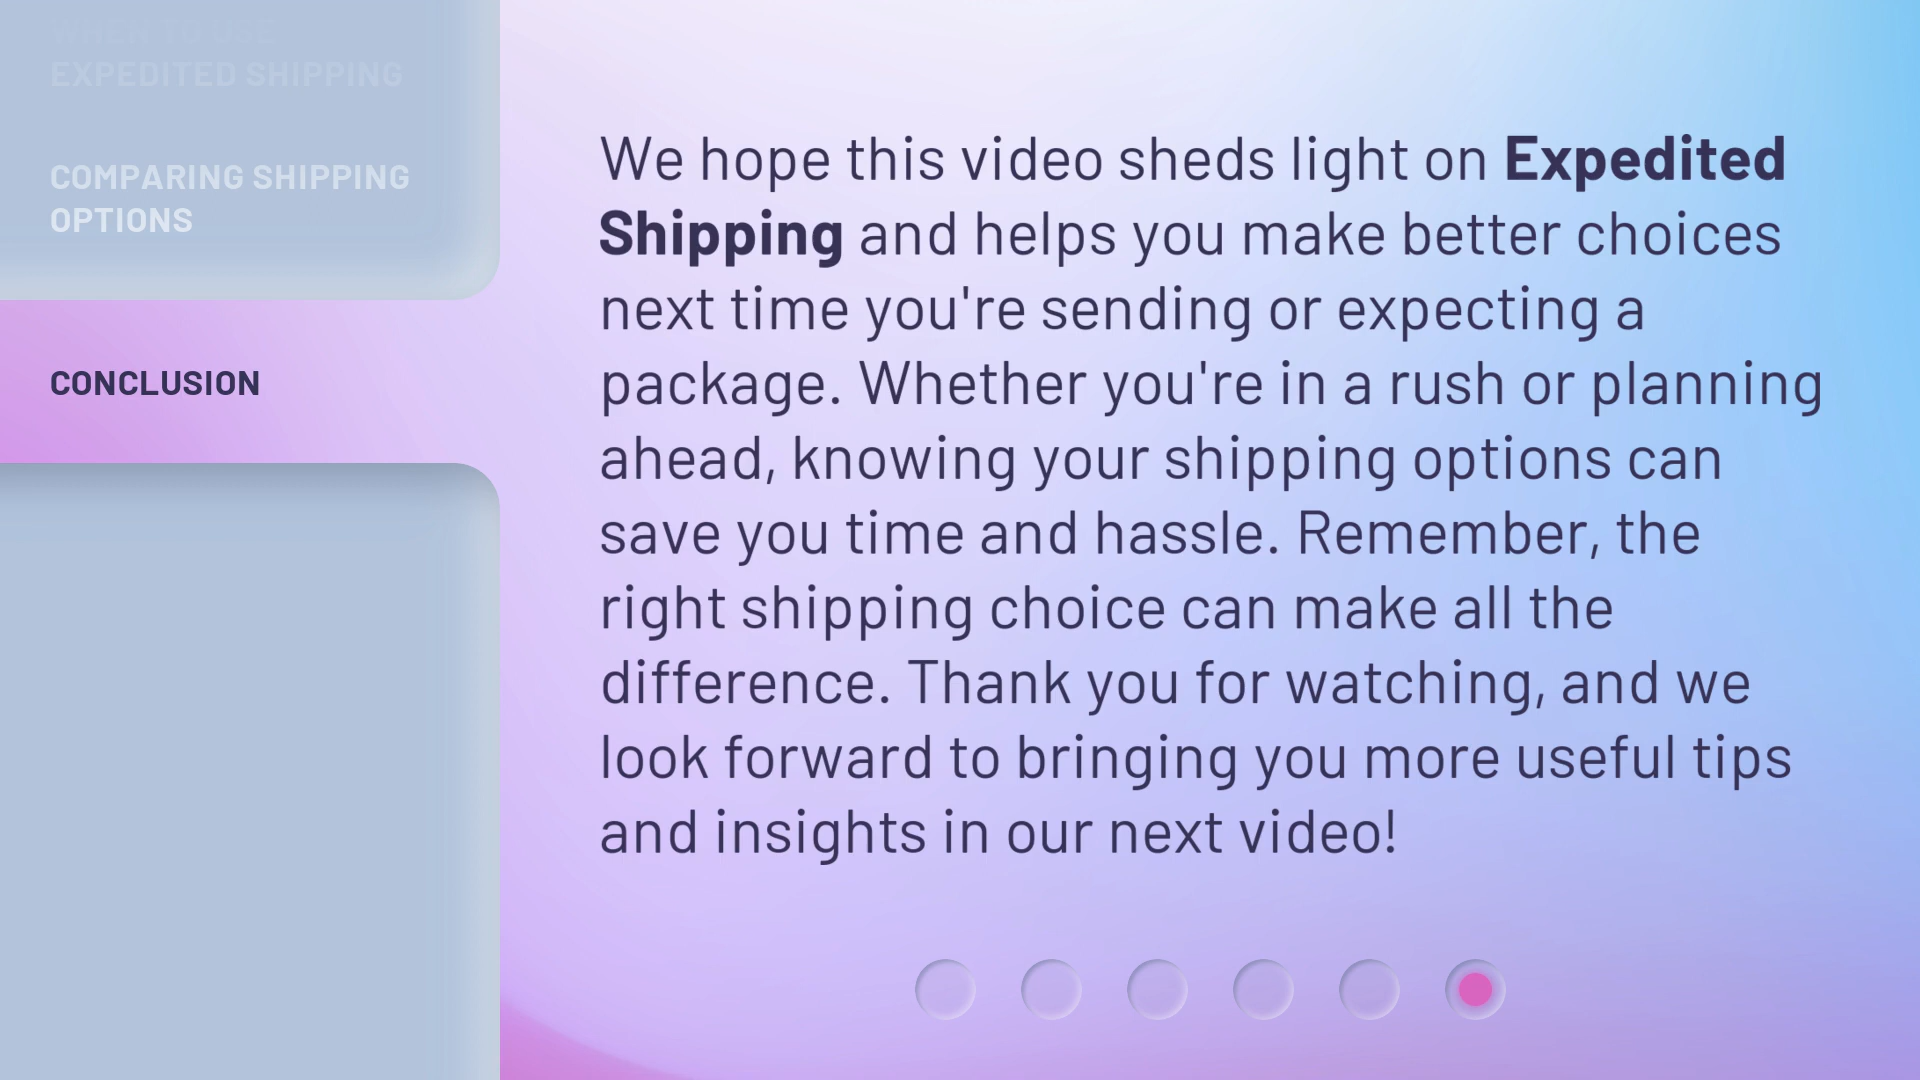 WHEN TO USE
EXPEDITED SHIPPING
COMPARING SHIPPING
OPTIONS
CONCLUSION
We hope this video sheds light on Expedited
Shipping and helps you make better choices
next time you're sending or expecting a
package. Whether you're in a rush or planning
ahead, knowing your shipping options can
save you time and hassle. Remember, the
right shipping choice can make all the
difference. Thank you for watching, and we
look forward to bringing you more useful tips
and insights in our next video!